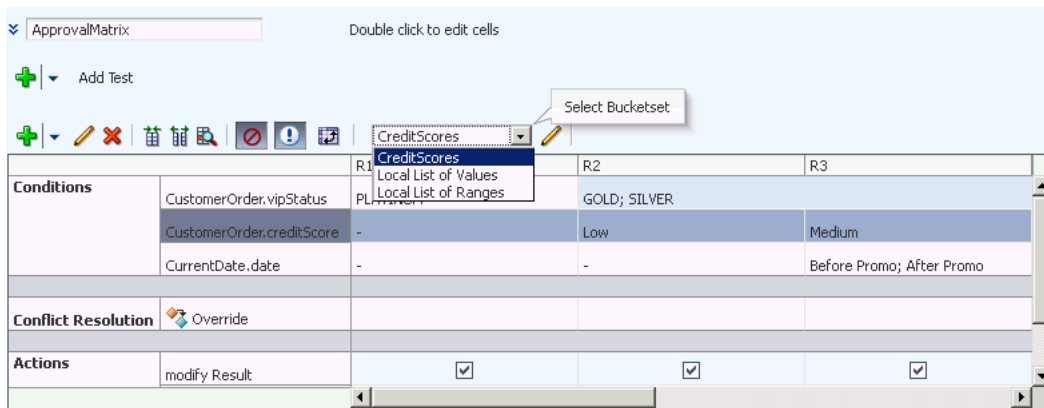 ApprovalMatrix Double click to edit cells
Add Test
Select Bucketset
CreditScores
CreditScores
Local List of Values
Local List of Ranges
R1 R2 R3
Conditions
CustomerOrder.vipStatus GOLD; SILVER
CustomerOrder.creditScore - Low Medium
CurrentDate.date - - Before Promo; After Promo
Conflict Resolution Override
Actions
modify Result